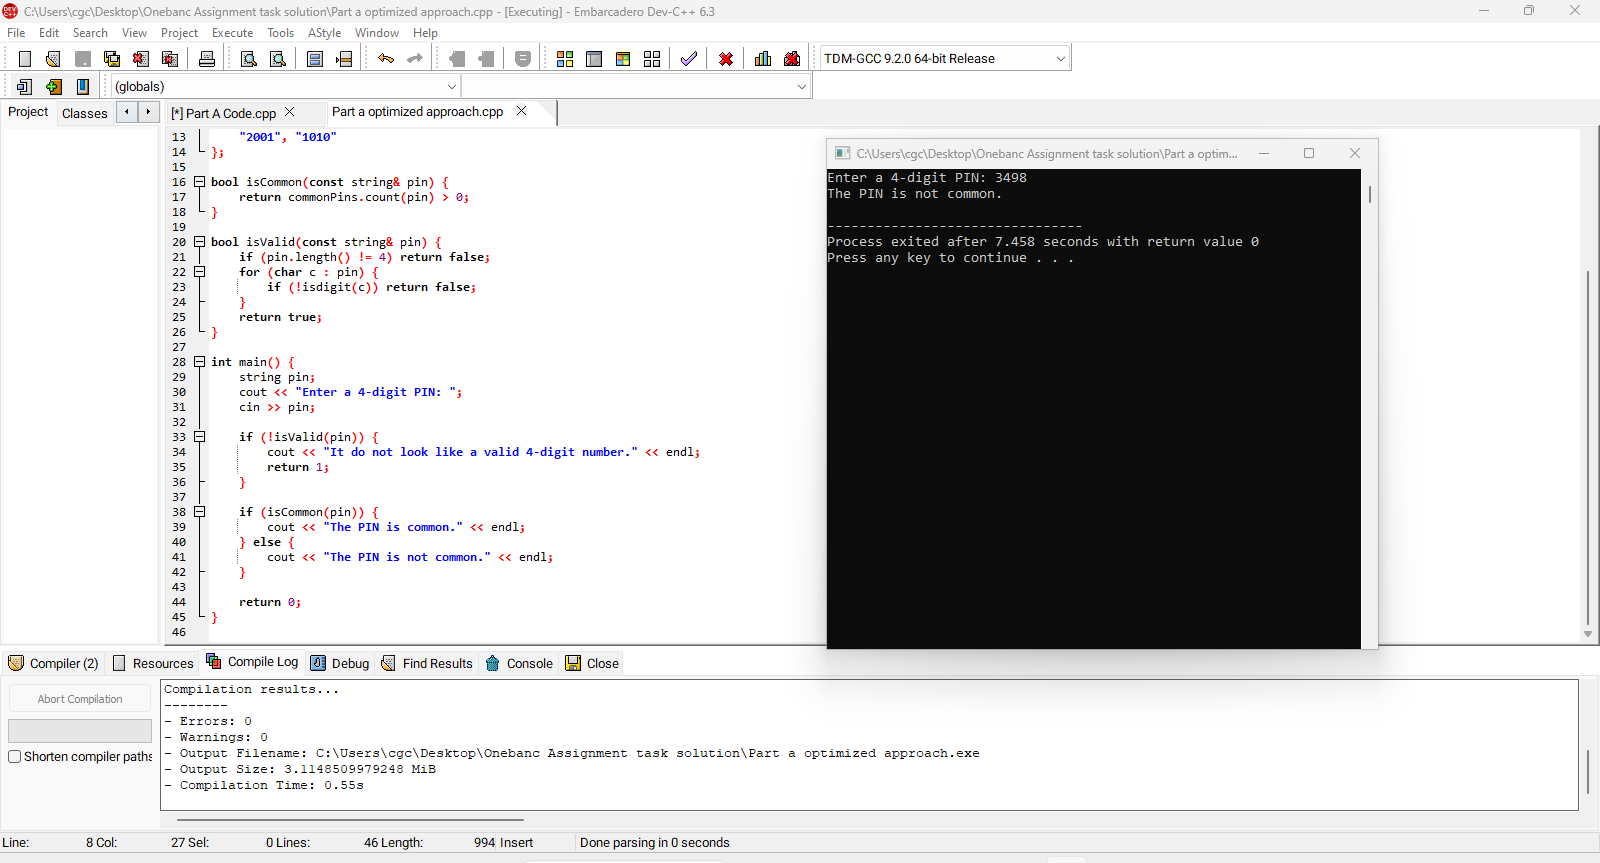 C:\Users\cgc\Desktop\Onebanc Assignment task solution\Part a optimized approach.cpp - [Executing] - Embarcadero Dev-C++ 6.3
File Edit Search View Project Execute Tools AStyle Window Help
TDM-GCC 9.2.0 64-bit Release
(globals)
Project Classes [*] Part A Code.cpp Part a optimized approach.cpp
13 "2001", "1010"
14 };
15
16 bool isCommon(const string& pin) {
17 return commonPins.count(pin) > 0;
18 }
19
20 bool isValid(const string& pin) {
21 if (pin.length() != 4) return false;
22 for (char c : pin) {
23 if (!isdigit(c)) return false;
24 }
25 return true;
26 }
27
28 int main() {
29 string pin;
30 cout << "Enter a 4-digit PIN: ";
31 cin >> pin;
32
33 if (!isValid(pin)) {
34 cout << "It do not look like a valid 4-digit number." << endl;
35 return 1;
36 }
37
38 if (isCommon(pin)) {
39 cout << "The PIN is common." << endl;
40 } else {
41 cout << "The PIN is not common." << endl;
42 }
43
44 return 0;
45 }
46
C:\Users\cgc\Desktop\Onebanc Assignment task solution\Part a optim...
Enter a 4-digit PIN: 3498
The PIN is not common.
--------------------------------
Process exited after 7.458 seconds with return value 0
Press any key to continue . . .
Compiler (2) Resources Compile Log Debug Find Results Console Close
Abort Compilation
Shorten compiler paths
Compilation results...
--------
- Errors: 0
- Warnings: 0
- Output Filename: C:\Users\cgc\Desktop\Onebanc Assignment task solution\Part a optimized approach.exe
- Output Size: 3.1148509979248 MiB
- Compilation Time: 0.55s
Line: 8 Col: 27 Sel: 0 Lines: 46 Length: 994 Insert Done parsing in 0 seconds